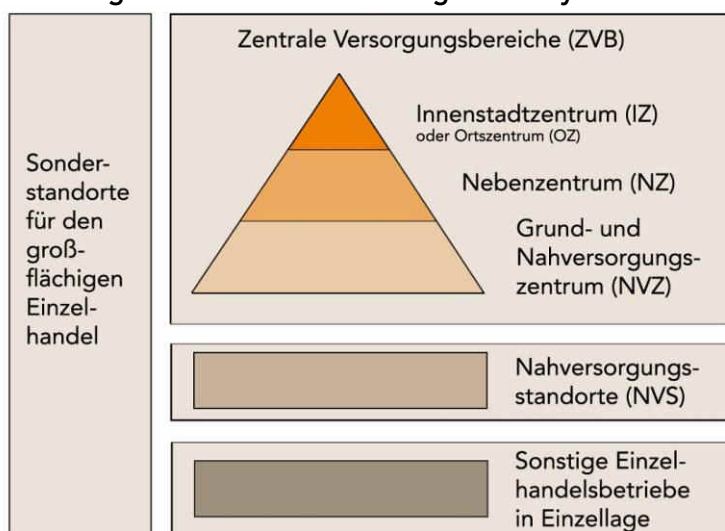 Sonder-
standorte
für den
groß-
flächigen
Einzel-
handel
Zentrale Versorgungsbereiche (ZVB)
Innenstadtzentrum (IZ)
oder Ortszentrum (OZ)
Nebenzentrum (NZ)
Grund- und
Nahversorgungs-
zentrum (NVZ)
Nahversorgungs-
standorte (NVS)
Sonstige Einzel-
handelsbetriebe
in Einzellage